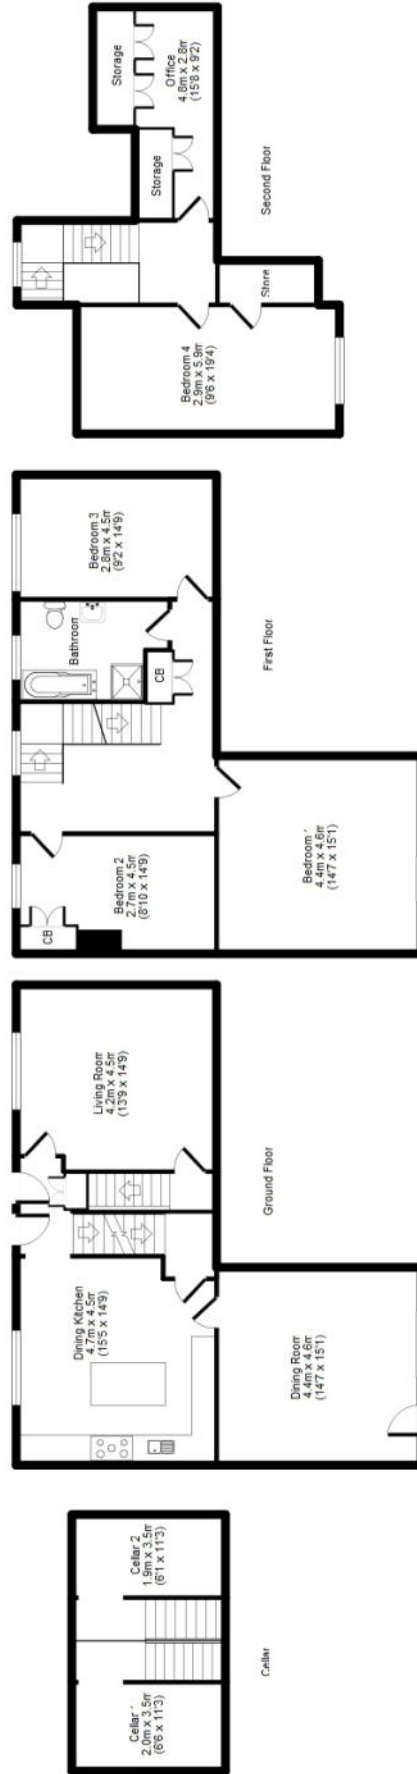 Cellar 1
2.0m x 3.5m
(6'6 x 11'3)
Cellar 2
1.9m x 3.5m
(6'1 x 11'3)
Cellar
Dining Kitchen
4.7m x 4.5m
(15'5 x 14'9)
Living Room
4.2m x 4.5m
(13'9 x 14'9)
Dining Room
4.4m x 4.6m
(14'7 x 15'1)
Ground Floor
CB
Bedroom 2
2.7m x 4.5m
(8'10 x 14'9)
Bathroom
CB
Bedroom 3
2.8m x 4.5m
(9'2 x 14'9)
Bedroom 1
4.4m x 4.6m
(14'7 x 15'1)
First Floor
Bedroom 4
2.9m x 5.9m
(9'6 x 19'4)
Store
Storage
Storage
Office
4.8m x 2.8m
(15'8 x 9'2)
Second Floor